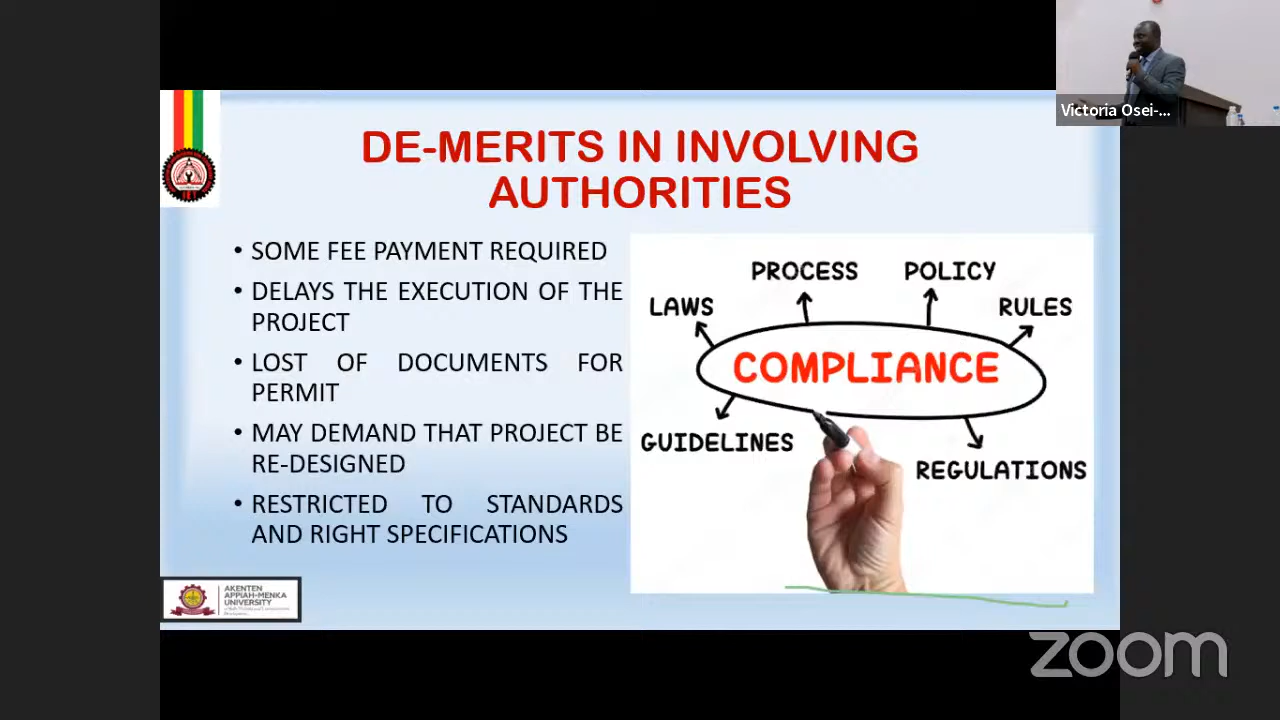 Victoria Osei-...
DE-MERITS IN INVOLVING
AUTHORITIES
• SOME FEE PAYMENT REQUIRED
• DELAYS THE EXECUTION OF THE
PROJECT
• LOST OF DOCUMENTS FOR
PERMIT
• MAY DEMAND THAT PROJECT BE
RE-DESIGNED
• RESTRICTED TO STANDARDS
AND RIGHT SPECIFICATIONS
PROCESS POLICY
LAWS RULES
COMPLIANCE
GUIDELINES
REGULATIONS
AKENTEN
APPIAH-MENKA
UNIVERSITY
zoom